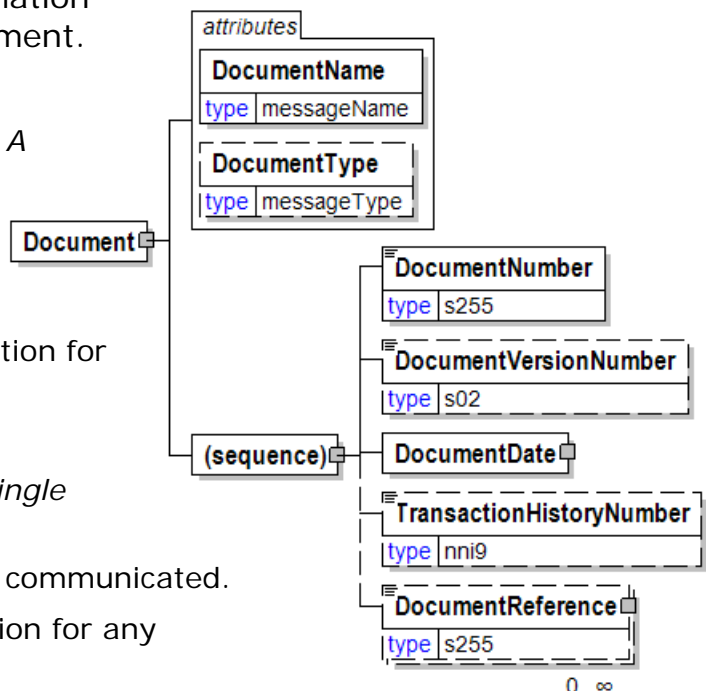 ment.
A
tion for
ingle
communicated.
ion for any
attributes
DocumentName
type messageName
DocumentType
type messageType
Document
DocumentNumber
type s255
DocumentVersionNumber
type s02
(sequence)
DocumentDate
TransactionHistoryNumber
type nni9
DocumentReference
type s255
0 ∞